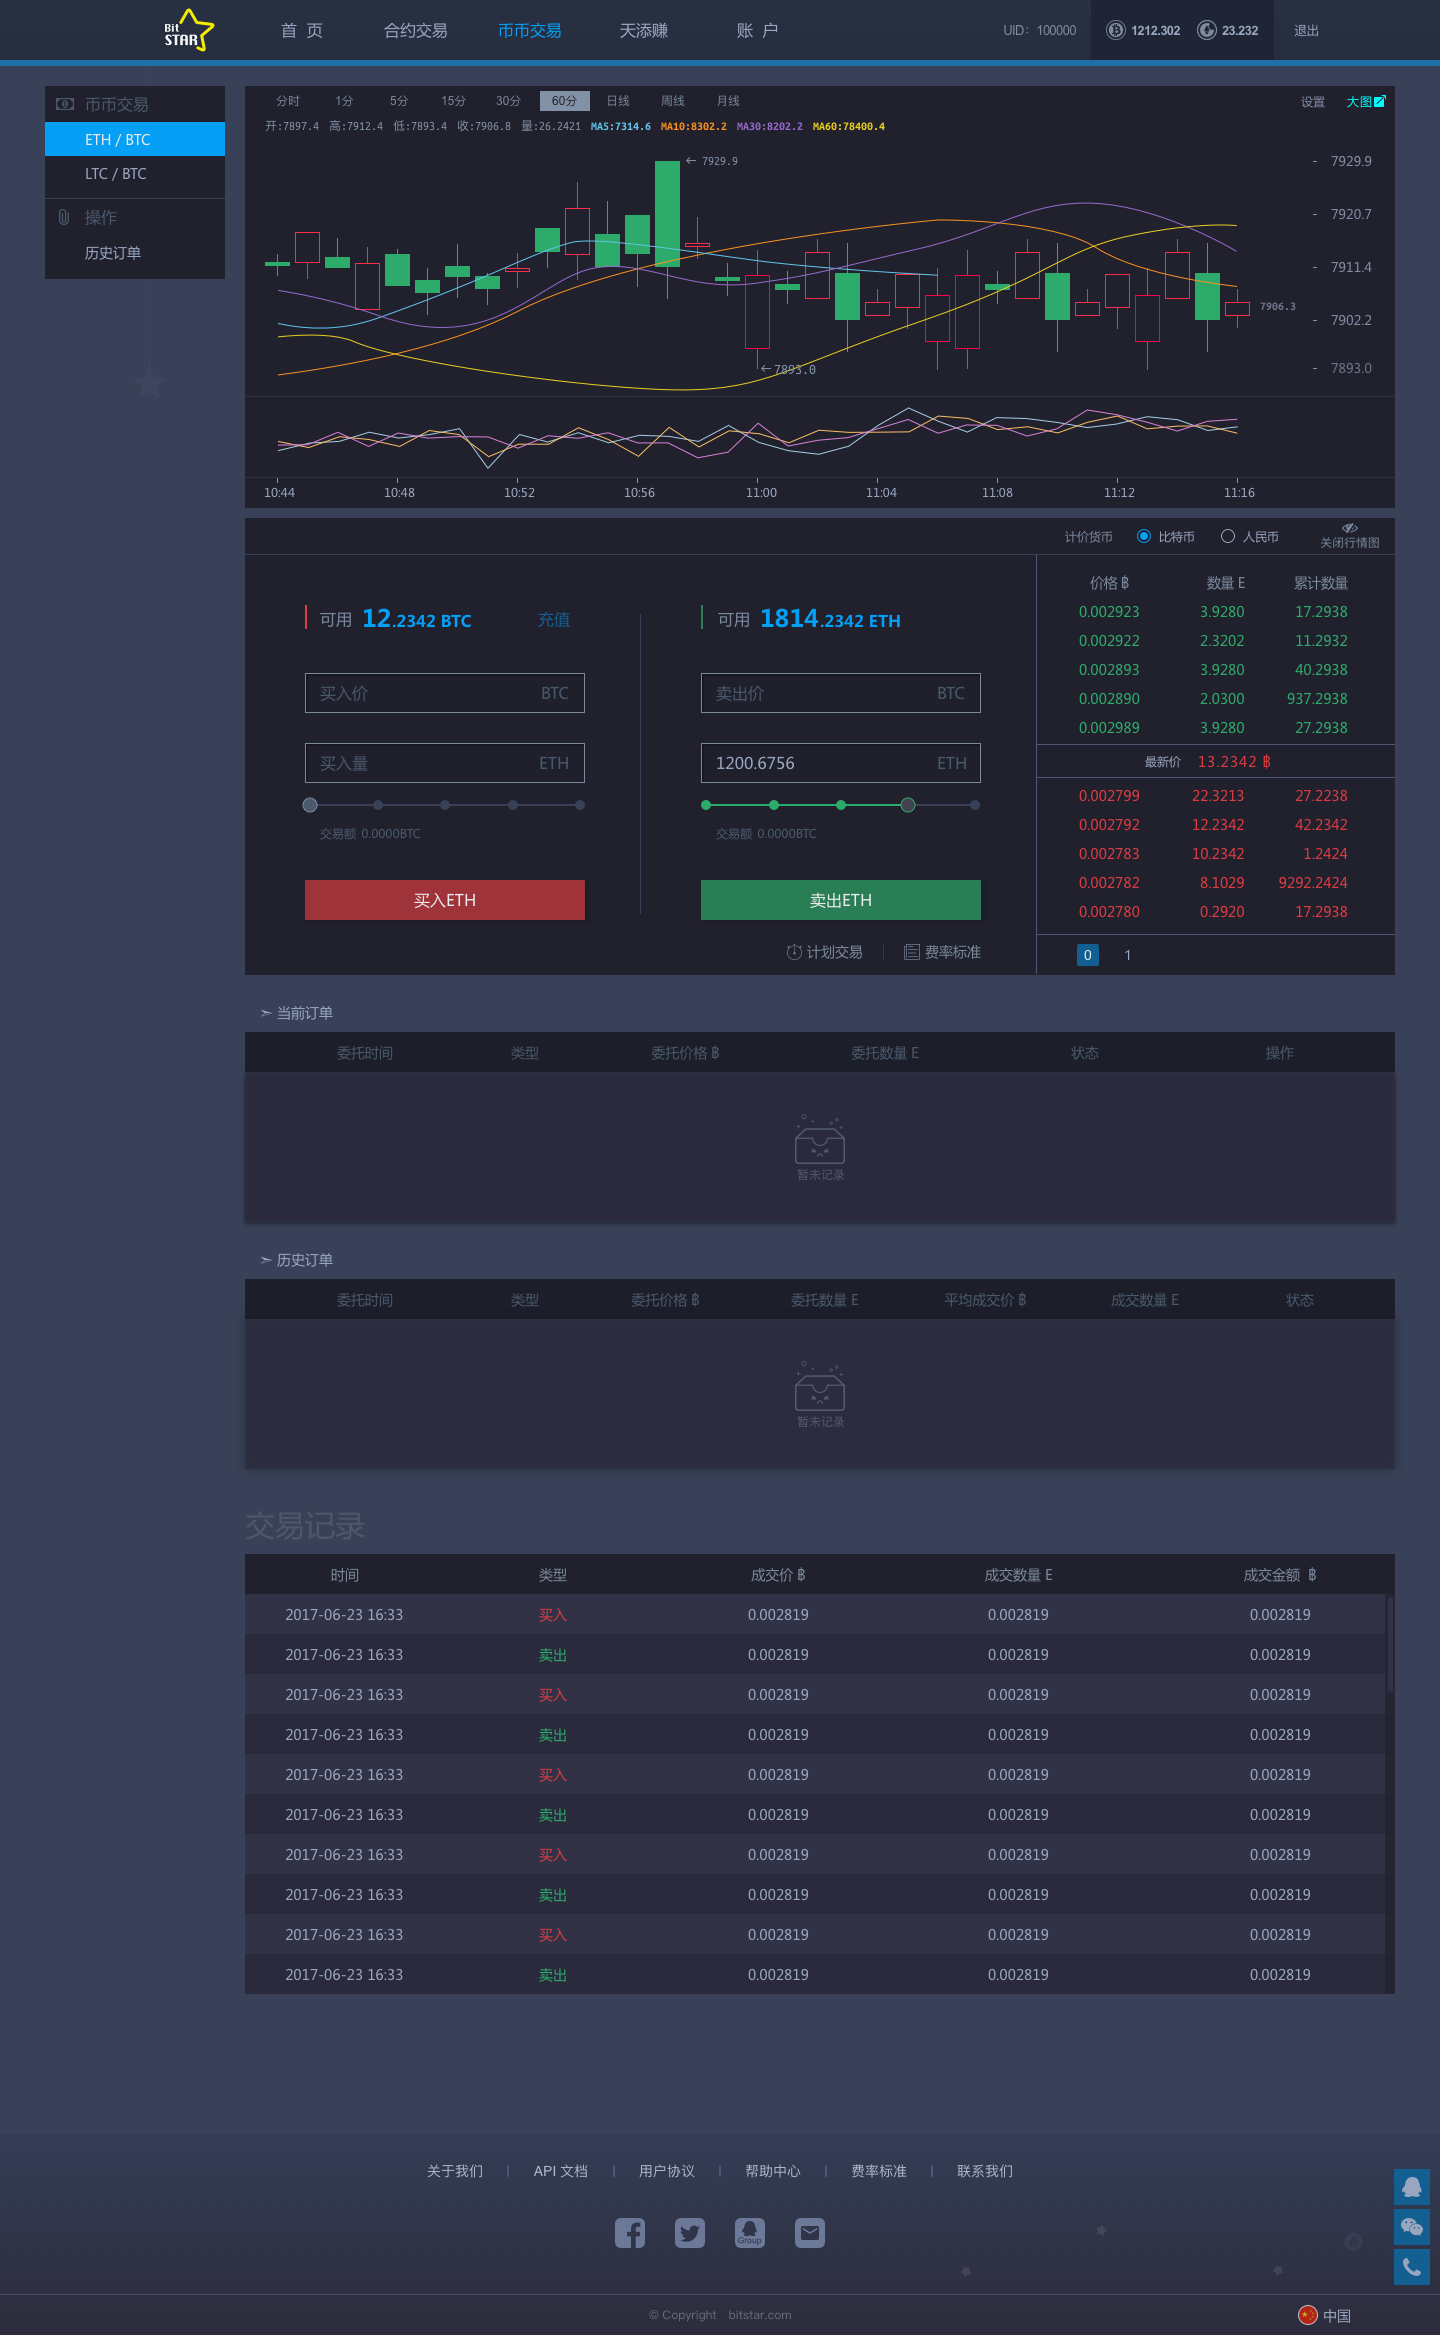 Bit
STAR
首 页 合约交易 币币交易 天添赚 账 户 UID：100000 1212.302 23.232 退出
币币交易
ETH / BTC
LTC / BTC
操作
历史订单
分时 1分 5分 15分 30分 60分 日线 周线 月线 设置 大图
开:7897.4 高:7912.4 低:7893.4 收:7906.8 量:26.2421 MA5:7314.6 MA10:8302.2 MA30:8202.2 MA60:78400.4
7929.9
7929.9
7920.7
7911.4
7906.3
7902.2
7893.0
7893.0
10:44 10:48 10:52 10:56 11:00 11:04 11:08 11:12 11:16
计价货币 比特币 人民币 关闭行情图
可用 12.2342 BTC 充值
买入价 BTC
买入量 ETH
交易额 0.0000BTC
买入ETH
可用 1814.2342 ETH
卖出价 BTC
1200.6756 ETH
交易额 0.0000BTC
卖出ETH
计划交易 费率标准
价格 ฿ 数量 E 累计数量
0.002923 3.9280 17.2938
0.002922 2.3202 11.2932
0.002893 3.9280 40.2938
0.002890 2.0300 937.2938
0.002989 3.9280 27.2938
最新价 13.2342 ฿
0.002799 22.3213 27.2238
0.002792 12.2342 42.2342
0.002783 10.2342 1.2424
0.002782 8.1029 9292.2424
0.002780 0.2920 17.2938
0 1
➣ 当前订单
委托时间 类型 委托价格 ฿ 委托数量 E 状态 操作
暂未记录
➣ 历史订单
委托时间 类型 委托价格 ฿ 委托数量 E 平均成交价 ฿ 成交数量 E 状态
暂未记录
交易记录
时间 类型 成交价 ฿ 成交数量 E 成交金额 ฿
2017-06-23 16:33 买入 0.002819 0.002819 0.002819
2017-06-23 16:33 卖出 0.002819 0.002819 0.002819
2017-06-23 16:33 买入 0.002819 0.002819 0.002819
2017-06-23 16:33 卖出 0.002819 0.002819 0.002819
2017-06-23 16:33 买入 0.002819 0.002819 0.002819
2017-06-23 16:33 卖出 0.002819 0.002819 0.002819
2017-06-23 16:33 买入 0.002819 0.002819 0.002819
2017-06-23 16:33 卖出 0.002819 0.002819 0.002819
2017-06-23 16:33 买入 0.002819 0.002819 0.002819
2017-06-23 16:33 卖出 0.002819 0.002819 0.002819
关于我们 | API 文档 | 用户协议 | 帮助中心 | 费率标准 | 联系我们
Group
© Copyright bitstar.com
中国